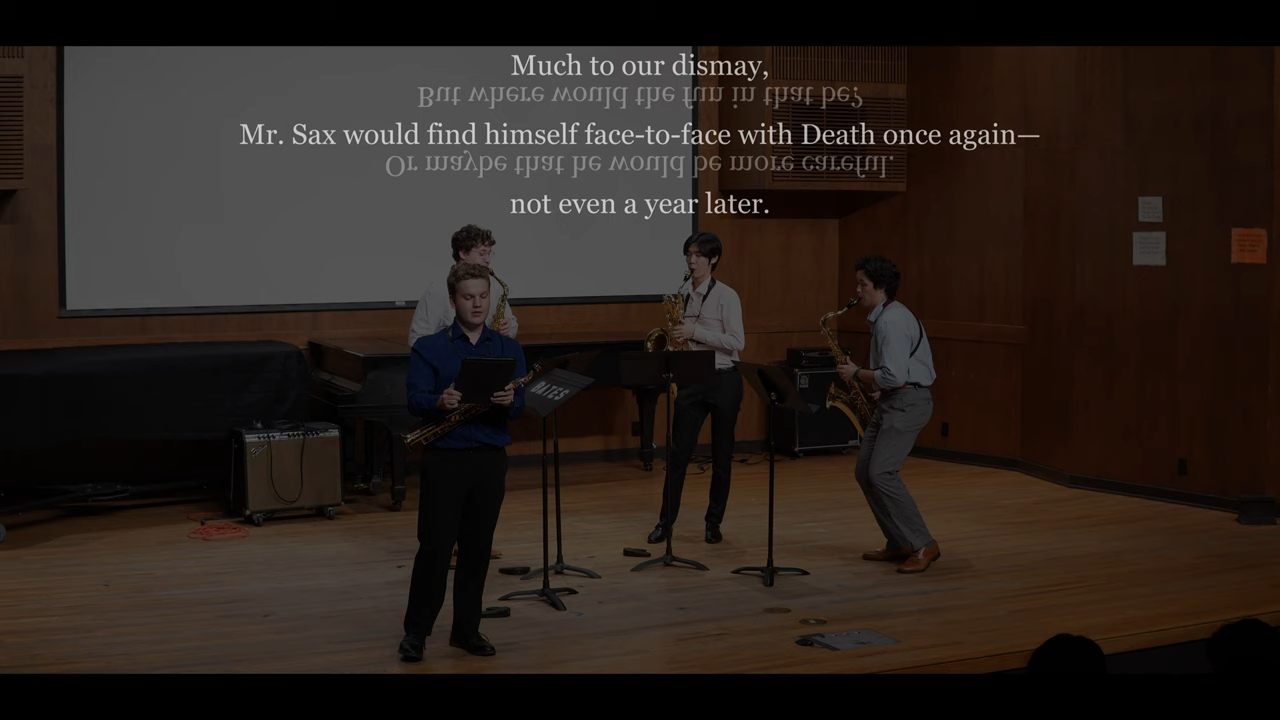 Much to our dismay,
But where would the fun in that be?
Mr. Sax would find himself face-to-face with Death once again—
Or maybe that he would be more careful.
not even a year later.
BATES